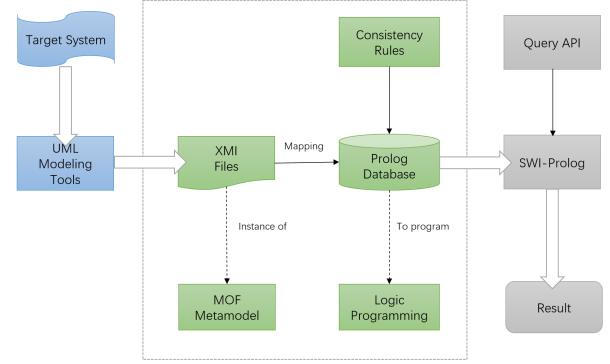 Target System
Consistency
Rules
Query API
UML
Modeling
Tools
XMI
Files
Mapping
Prolog
Database
SWI-Prolog
Instance of
To program
MOF
Metamodel
Logic
Programming
Result